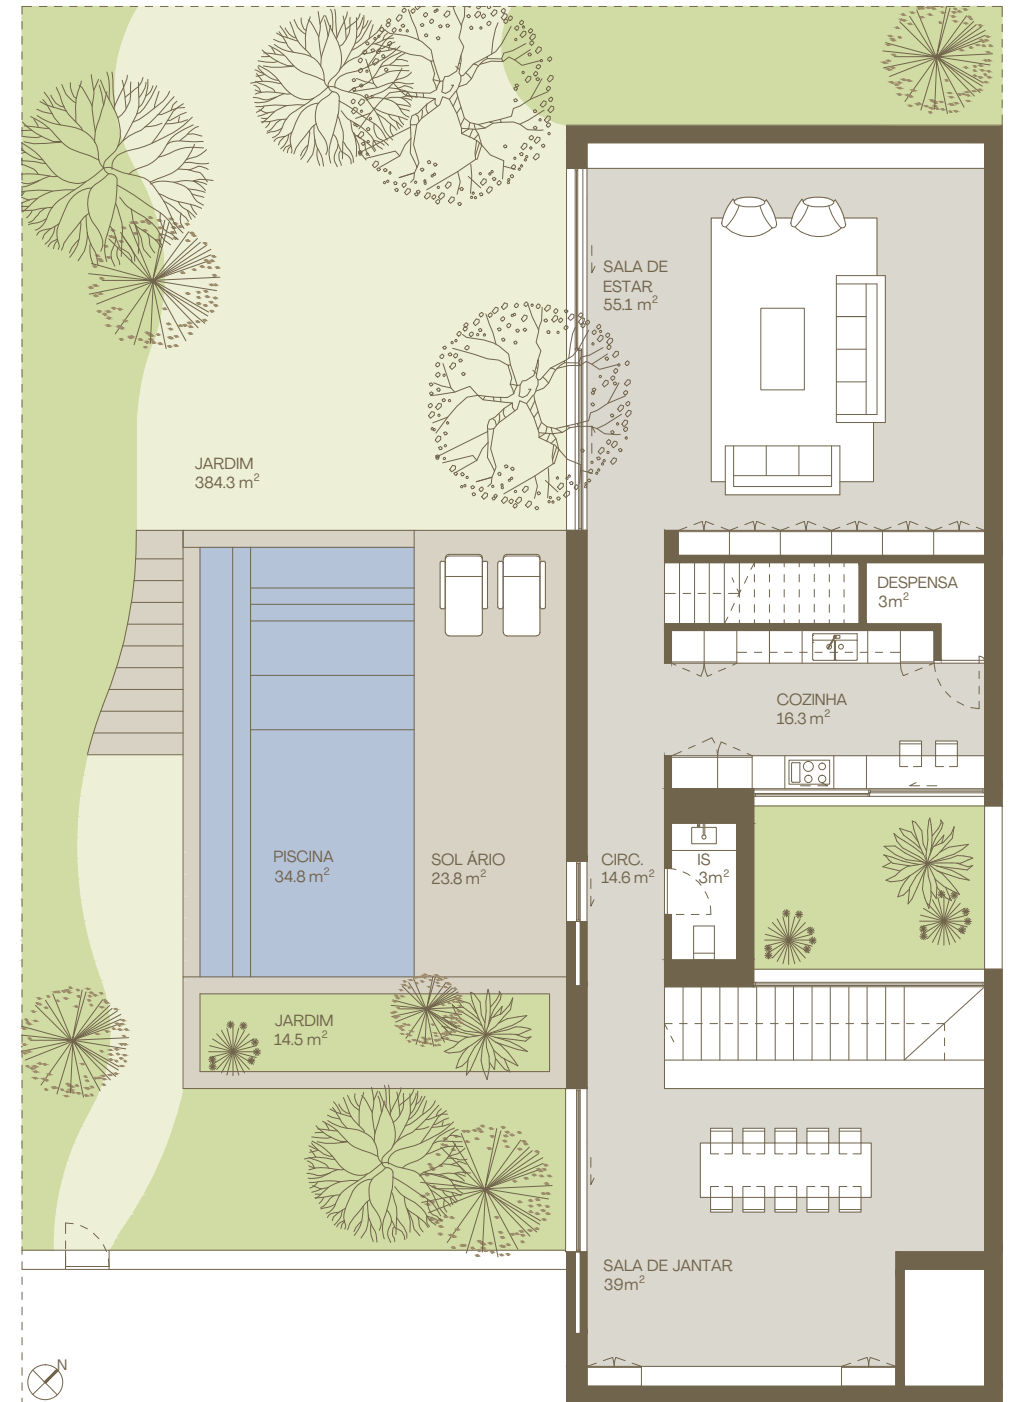 SALA DE
ESTAR
55.1 m²
JARDIM
384.3 m²
DESPENSA
3m²
COZINHA
16.3 m²
PISCINA
34.8 m²
SOL ÁRIO
23.8 m²
CIRC.
14.6 m²
IS
3m²
JARDIM
14.5 m²
SALA DE JANTAR
39m²
N